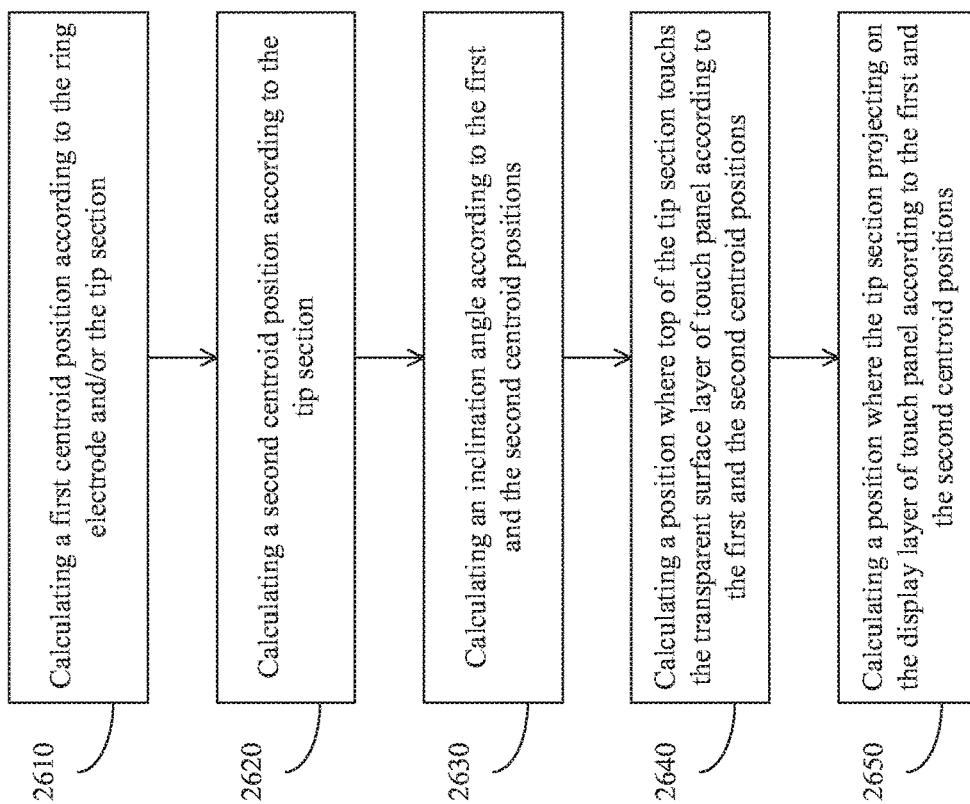 2610
Calculating a first centroid position according to the ring
electrode and/or the tip section
2620
Calculating a second centroid position according to the
tip section
2630
Calculating an inclination angle according to the first
and the second centroid positions
2640
Calculating a position where top of the tip section touchs
the transparent surface layer of touch panel according to
the first and the second centroid positions
2650
Calculating a position where the tip section projecting on
the display layer of touch panel according to the first and
the second centroid positions